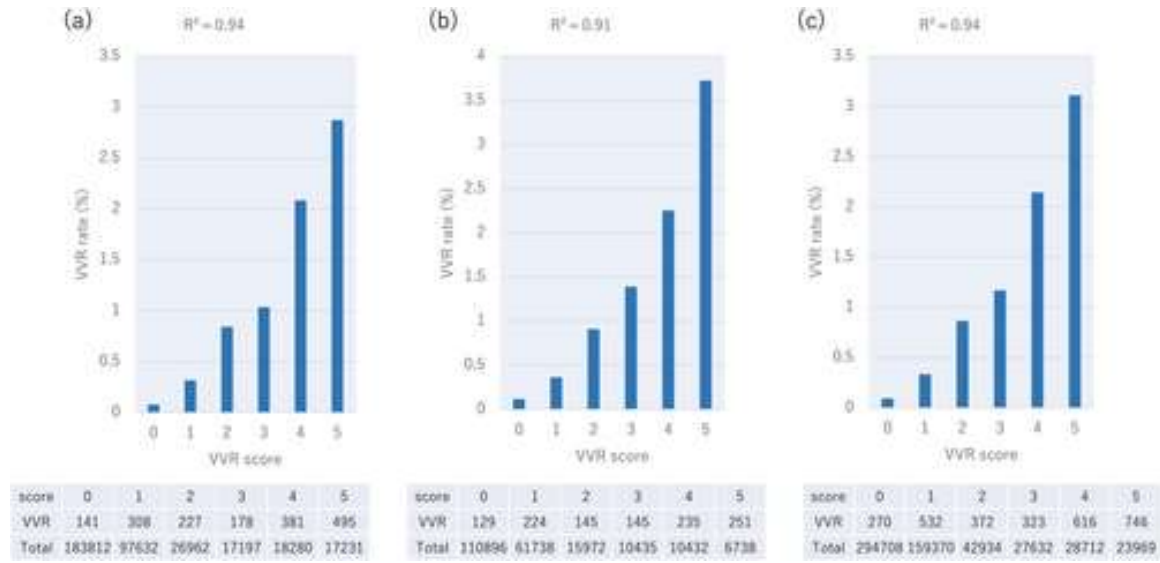 (a)
R² = 0.94
3.5
3
2.5
2
1.5
1
0.5
0
VVR rate (%)
0 1 2 3 4 5
VVR score
score 0 1 2 3 4 5
VVR 141 308 227 178 381 495
Total 183812 97632 26962 17197 18280 17231
(b)
R² = 0.91
4
3.5
3
2.5
2
1.5
1
0.5
0
VVR rate (%)
0 1 2 3 4 5
VVR score
score 0 1 2 3 4 5
VVR 129 224 145 145 235 251
Total 110896 61738 15972 10435 10432 6738
(c)
R² = 0.94
3.5
3
2.5
2
1.5
1
0.5
0
VVR rate (%)
0 1 2 3 4 5
VVR score
score 0 1 2 3 4 5
VVR 270 532 372 323 616 746
Total 294708 159370 42934 27632 28712 23969